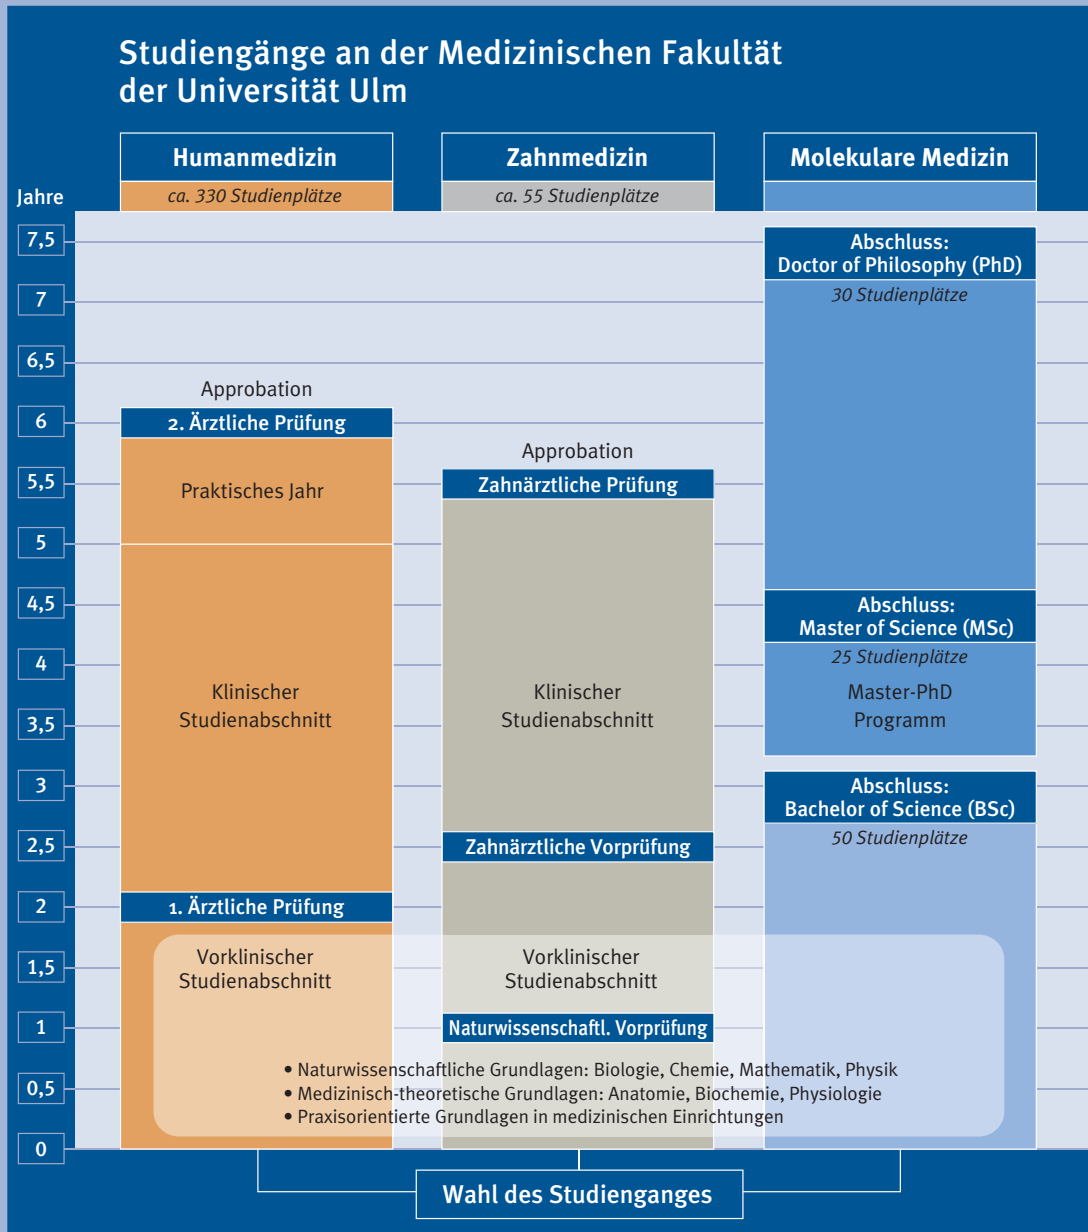 Studiengänge an der Medizinischen Fakultät
der Universität Ulm
Humanmedizin
ca. 330 Studienplätze
Zahnmedizin
ca. 55 Studienplätze
Molekulare Medizin
Jahre
7,5
7
6,5
6
5,5
5
4,5
4
3,5
3
2,5
2
1,5
1
0,5
0
Approbation
2. Ärztliche Prüfung
Praktisches Jahr
Klinischer
Studienabschnitt
1. Ärztliche Prüfung
Vorklinischer
Studienabschnitt
Approbation
Zahnärztliche Prüfung
Klinischer
Studienabschnitt
Zahnärztliche Vorprüfung
Vorklinischer
Studienabschnitt
Naturwissenschaftl. Vorprüfung
Abschluss:
Doctor of Philosophy (PhD)
30 Studienplätze
Abschluss:
Master of Science (MSc)
25 Studienplätze
Master-PhD
Programm
Abschluss:
Bachelor of Science (BSc)
50 Studienplätze
• Naturwissenschaftliche Grundlagen: Biologie, Chemie, Mathematik, Physik
• Medizinisch-theoretische Grundlagen: Anatomie, Biochemie, Physiologie
• Praxisorientierte Grundlagen in medizinischen Einrichtungen
Wahl des Studienganges